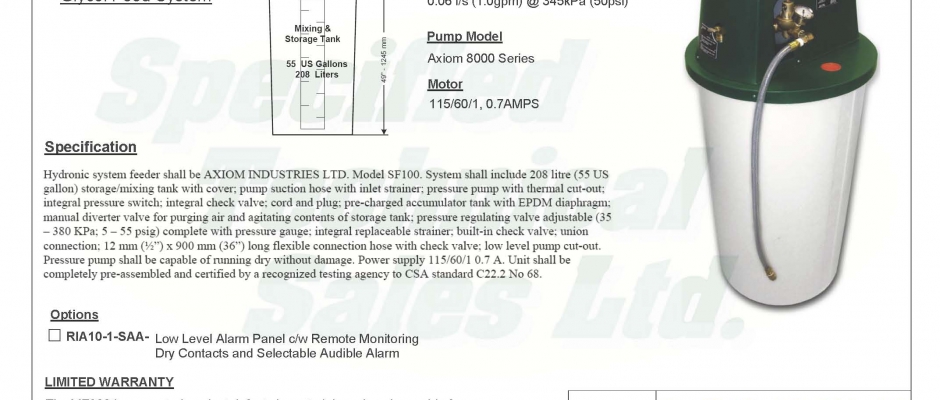 Glycol Feed System
0.06 l/s (1.0gpm) @ 345kPa (50psi)
Mixing &
Storage Tank
55 US Gallons
208 Liters
49" - 1245 mm
Pump Model
Axiom 8000 Series
Motor
115/60/1, 0.7AMPS
Specified
Technical
Sales Ltd.
Specification
Hydronic system feeder shall be AXIOM INDUSTRIES LTD. Model SF100. System shall include 208 litre (55 US
gallon) storage/mixing tank with cover; pump suction hose with inlet strainer; pressure pump with thermal cut-out;
integral pressure switch; integral check valve; cord and plug; pre-charged accumulator tank with EPDM diaphragm;
manual diverter valve for purging air and agitating contents of storage tank; pressure regulating valve adjustable (35
– 380 KPa; 5 – 55 psig) complete with pressure gauge; integral replaceable strainer; built-in check valve; union
connection; 12 mm (½”) x 900 mm (36”) long flexible connection hose with check valve; low level pump cut-out.
Pressure pump shall be capable of running dry without damage. Power supply 115/60/1 0.7 A. Unit shall be
completely pre-assembled and certified by a recognized testing agency to CSA standard C22.2 No 68.
Options
RIA10-1-SAA- Low Level Alarm Panel c/w Remote Monitoring
Dry Contacts and Selectable Audible Alarm
LIMITED WARRANTY